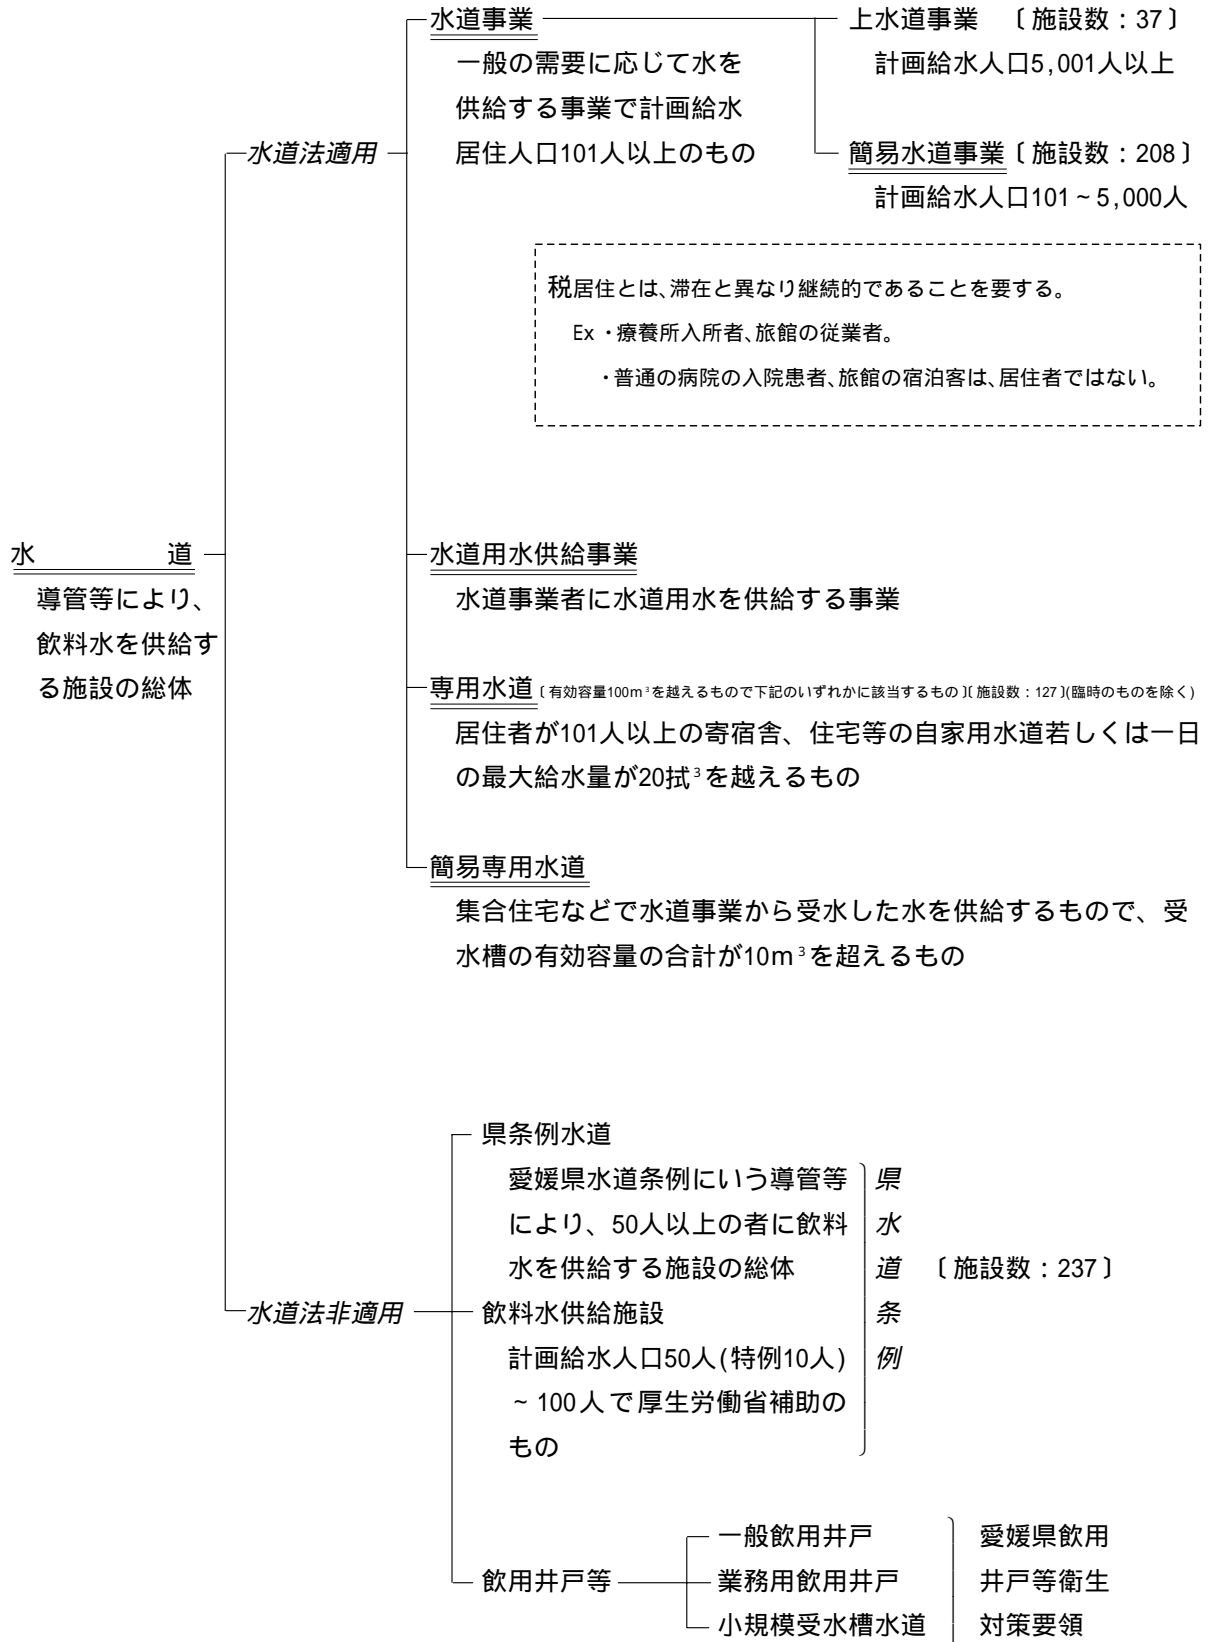 水道事業
一般の需要に応じて水を
供給する事業で計画給水
居住人口101人以上のもの
上水道事業 〔施設数：37〕
計画給水人口5,001人以上
簡易水道事業〔施設数：208〕
計画給水人口101～5,000人
水道法適用
税居住とは、滞在と異なり継続的であることを要する。
Ex ・療養所入所者、旅館の従業者。
・普通の病院の入院患者、旅館の宿泊客は、居住者ではない。
水道
導管等により、
飲料水を供給す
る施設の総体
水道用水供給事業
水道事業者に水道用水を供給する事業
専用水道〔有効容量100m³を越えるもので下記のいずれかに該当するもの〕〔施設数：127〕(臨時のものを除く)
居住者が101人以上の寄宿舎、住宅等の自家用水道若しくは一日
の最大給水量が20拭³を越えるもの
簡易専用水道
集合住宅などで水道事業から受水した水を供給するもので、受
水槽の有効容量の合計が10m³を超えるもの
水道法非適用
県条例水道
愛媛県水道条例にいう導管等
により、50人以上の者に飲料
水を供給する施設の総体
飲料水供給施設
計画給水人口50人(特例10人)
～100人で厚生労働省補助の
もの
県
水
道 〔施設数：237〕
条
例
飲用井戸等
一般飲用井戸
業務用飲用井戸
小規模受水槽水道
愛媛県飲用
井戸等衛生
対策要領